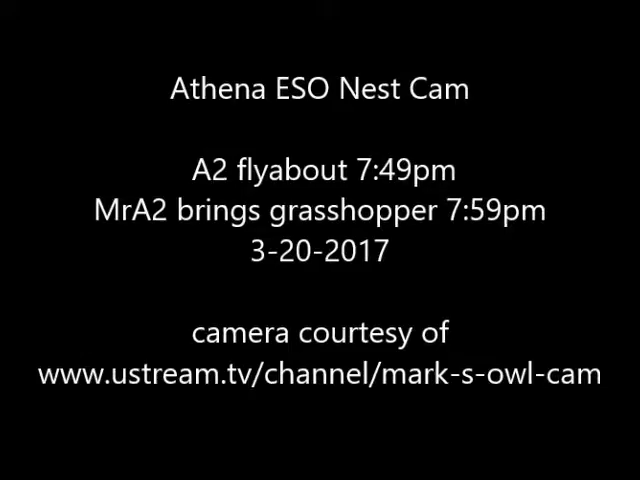 Athena ESO Nest Cam
A2 flyabout 7:49pm
MrA2 brings grasshopper 7:59pm
3-20-2017
camera courtesy of
www.ustream.tv/channel/mark-s-owl-cam